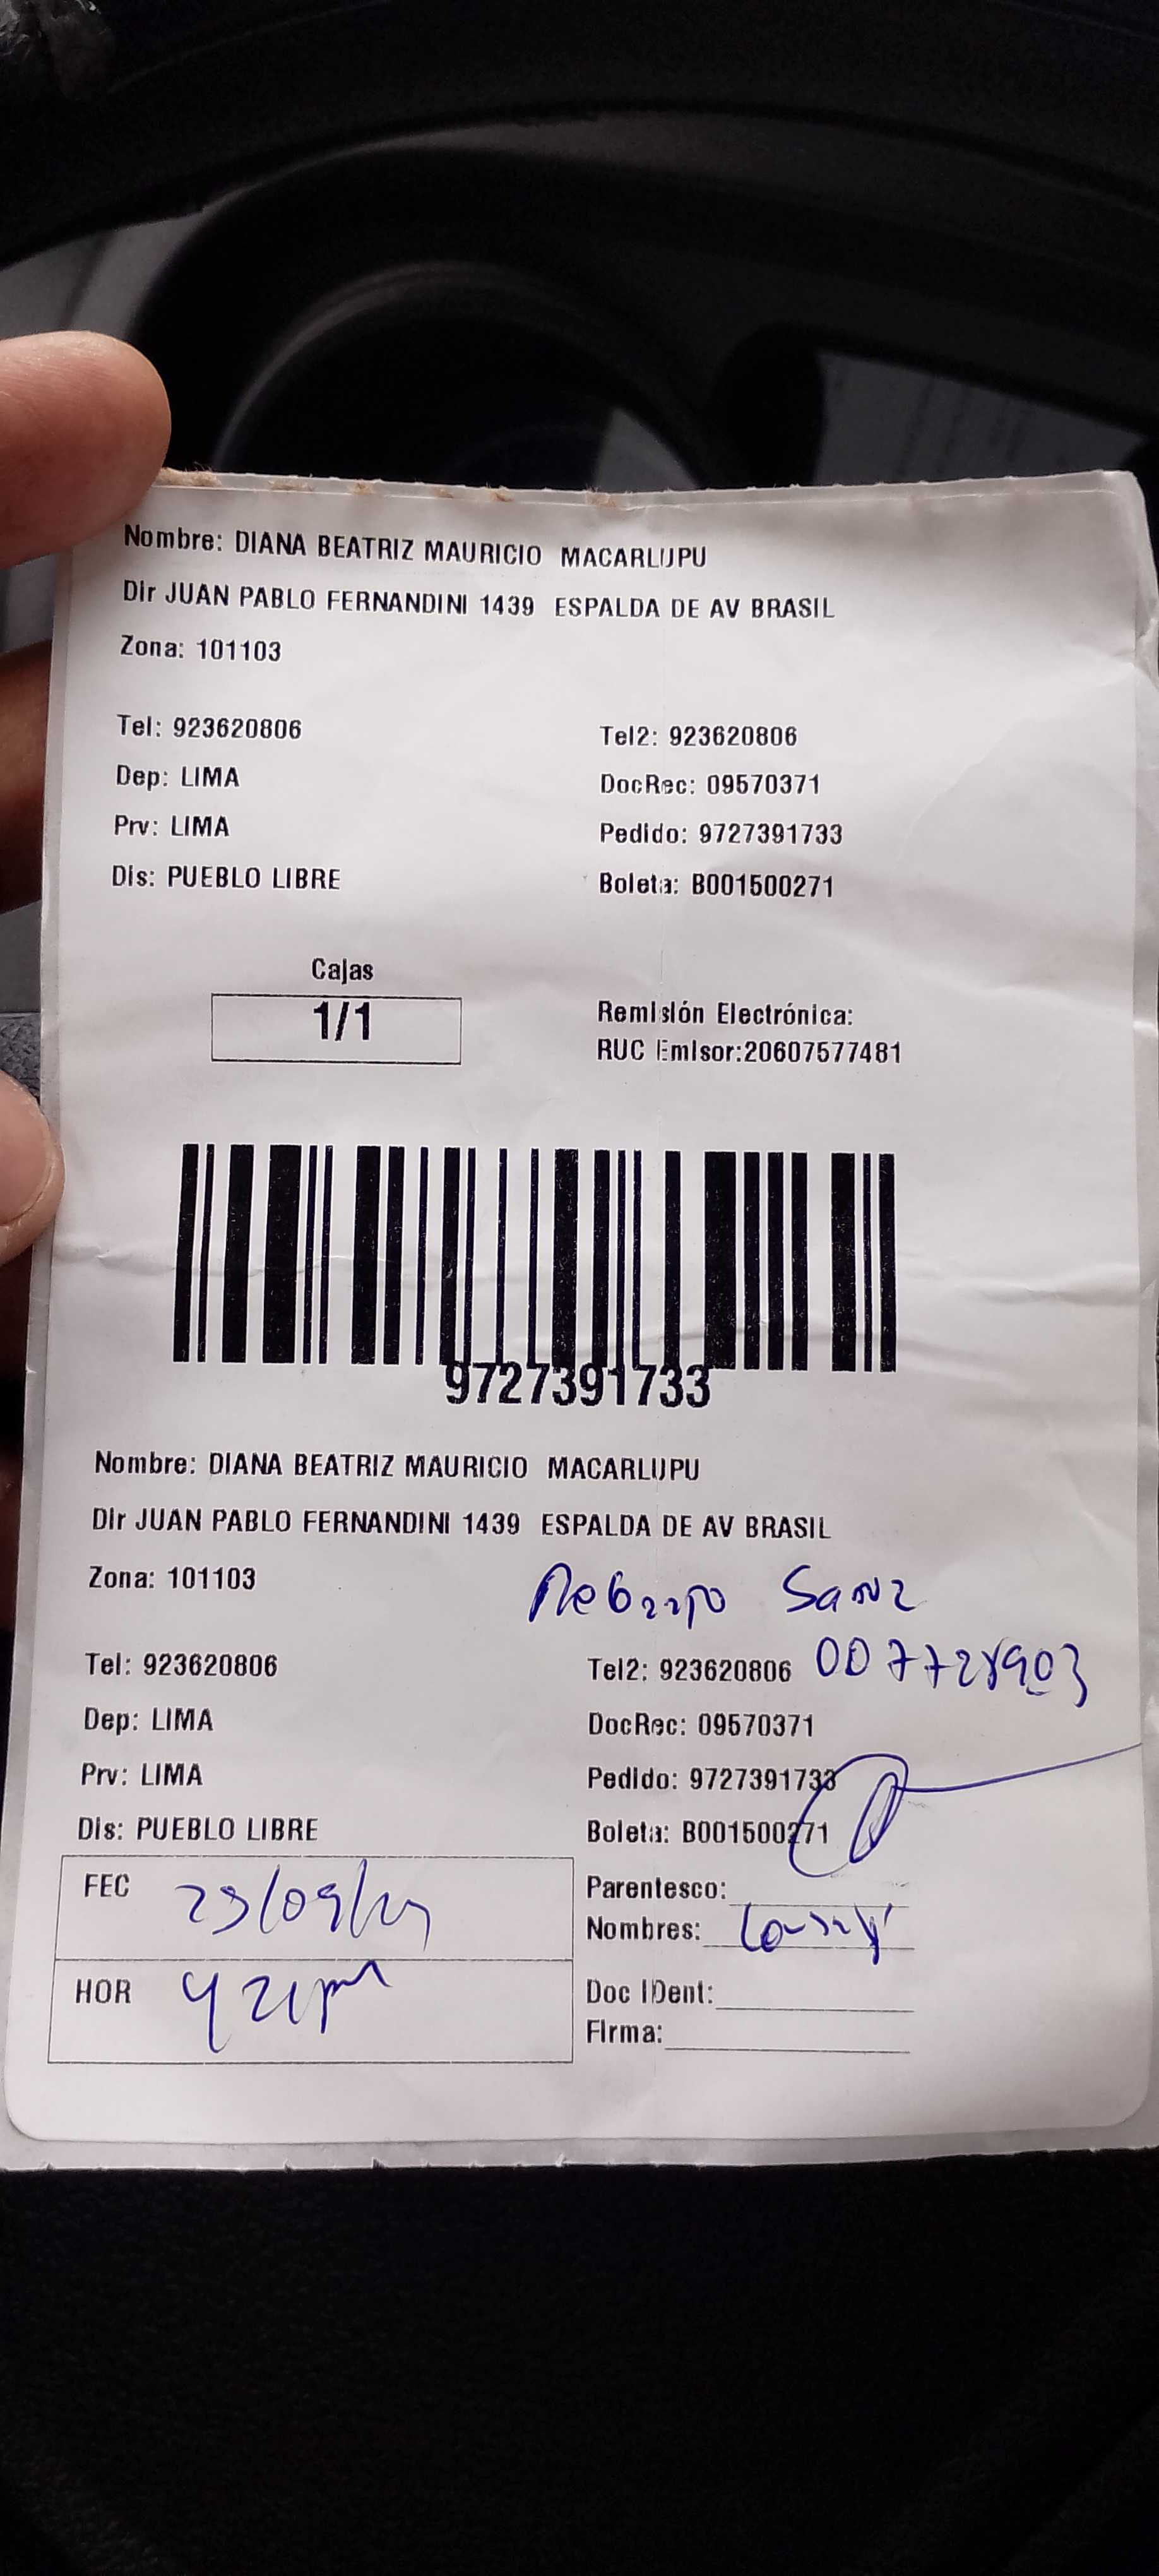 Nombre: DIANA BEATRIZ MAURICIO MACARLUPU
Dir JUAN PABLO FERNANDINI 1439 ESPALDA DE AV BRASIL
Zona: 101103
Tel: 923620806 Tel2: 923620806
Dep: LIMA DocRec: 09570371
Prv: LIMA Pedido: 9727391733
Dis: PUEBLO LIBRE Boleta: B001500271
Cajas
1/1
Remisión Electrónica:
RUC Emisor:20607577481
9727391733
Nombre: DIANA BEATRIZ MAURICIO MACARLUPU
Dir JUAN PABLO FERNANDINI 1439 ESPALDA DE AV BRASIL
Zona: 101103
Tel: 923620806 Tel2: 923620806
Dep: LIMA DocRec: 09570371
Prv: LIMA Pedido: 9727391733
Dis: PUEBLO LIBRE Boleta: B001500271
FEC
HOR
Parentesco:
Nombres:
Doc IDent:
Firma: